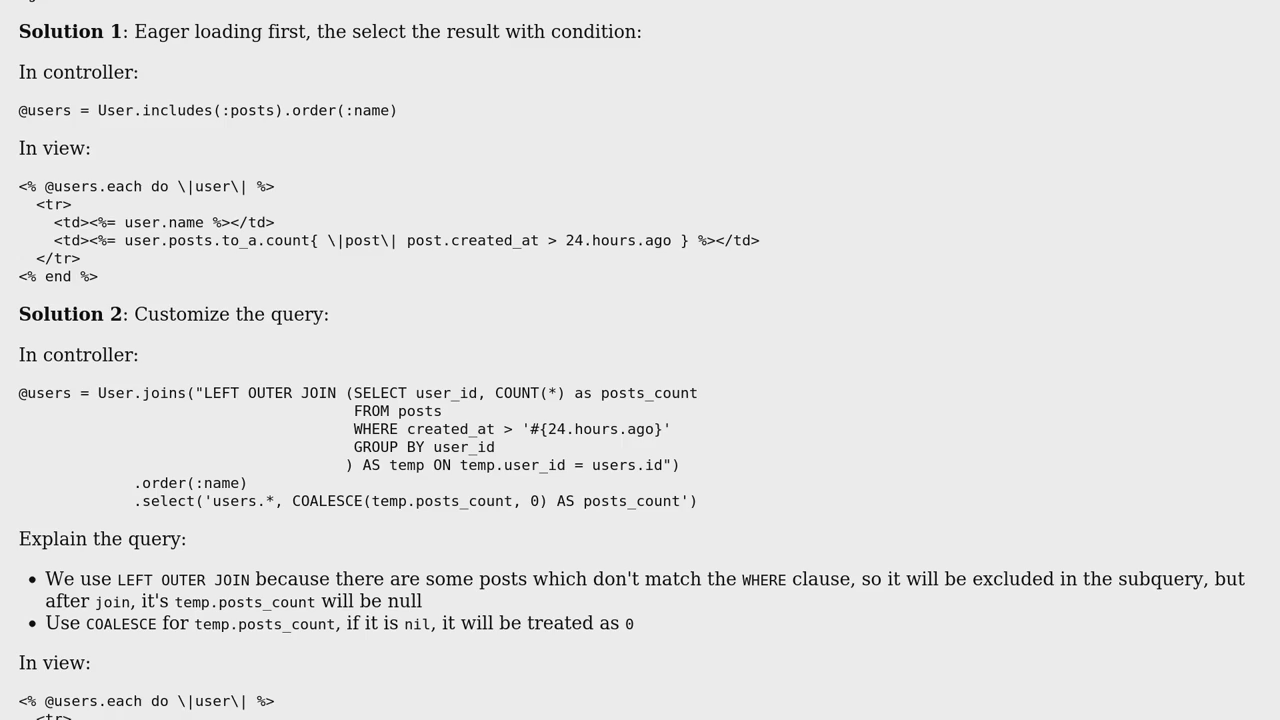 Solution 1: Eager loading first, the select the result with condition:
In controller:
@users = User.includes(:posts).order(:name)
In view:
<% @users.each do \|user\| %>
  <tr>
    <td><%= user.name %></td>
    <td><%= user.posts.to_a.count{ \|post\| post.created_at > 24.hours.ago } %></td>
  </tr>
<% end %>
Solution 2: Customize the query:
In controller:
@users = User.joins("LEFT OUTER JOIN (SELECT user_id, COUNT(*) as posts_count
                                      FROM posts
                                      WHERE created_at > '#{24.hours.ago}'
                                      GROUP BY user_id
                                     ) AS temp ON temp.user_id = users.id")
             .order(:name)
             .select('users.*, COALESCE(temp.posts_count, 0) AS posts_count')
Explain the query:
• We use LEFT OUTER JOIN because there are some posts which don't match the WHERE clause, so it will be excluded in the subquery, but
after join, it's temp.posts_count will be null
• Use COALESCE for temp.posts_count, if it is nil, it will be treated as 0
In view:
<% @users.each do \|user\| %>
  <tr>